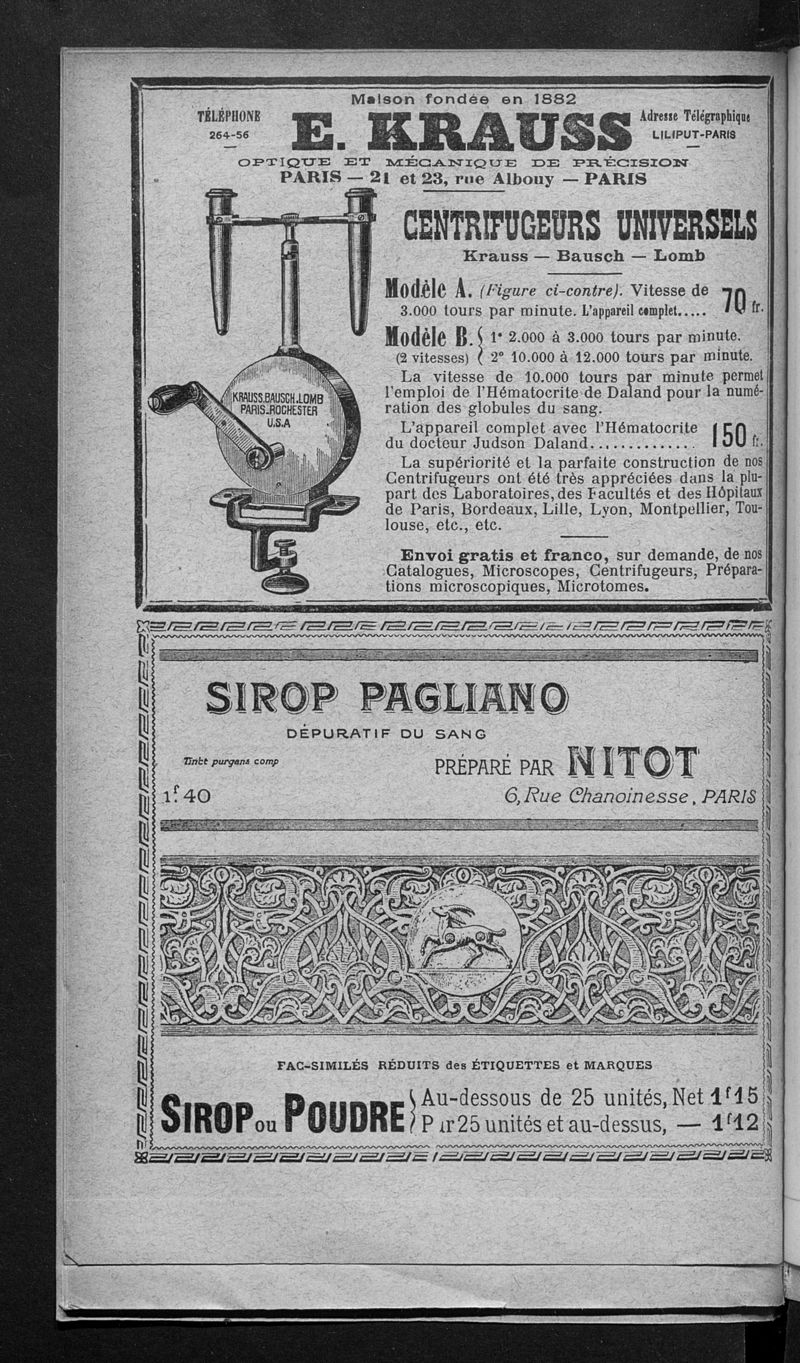 Maison fondée en 1882
TÉLÉPHONE
264-56
E. KRAUSS
Adresse Télégraphique
LILIPUT-PARIS
OPTIQUE ET MÉCANIQUE DE PRÉCISION
PARIS — 21 et 23, rue Albouy — PARIS
CENTRIFUGEURS UNIVERSELS
Krauss — Bausch — Lomb
Modèle A. (Figure ci-contre). Vitesse de
3.000 tours par minute. L'appareil complet..... 70 fr.
Modèle B. { 1° 2.000 à 3.000 tours par minute.
(2 vitesses) { 2° 10.000 à 12.000 tours par minute.
La vitesse de 10.000 tours par minute permet
l'emploi de l'Hématocrite de Daland pour la numé-
ration des globules du sang.
L'appareil complet avec l'Hématocrite
du docteur Judson Daland.............. 150 fr.
La supériorité et la parfaite construction de nos
Centrifugeurs ont été très appréciées dans la plu-
part des Laboratoires, des Facultés et des Hôpitaux
de Paris, Bordeaux, Lille, Lyon, Montpellier, Tou-
louse, etc., etc.
Envoi gratis et franco, sur demande, de nos
Catalogues, Microscopes, Centrifugeurs, Prépara-
tions microscopiques, Microtomes.
KRAUSS.BAUSCH.LOMB
PARIS_ROCHESTER
U.S.A
SIROP PAGLIANO
DÉPURATIF DU SANG
Tinct purgans comp
PRÉPARÉ PAR NITOT
1f.40
6, Rue Chanoinesse, PARIS
FAC-SIMILÉS RÉDUITS des ÉTIQUETTES et MARQUES
SIROP ou POUDRE { Au-dessous de 25 unités, Net 1f15
Par 25 unités et au-dessus, — 1f12